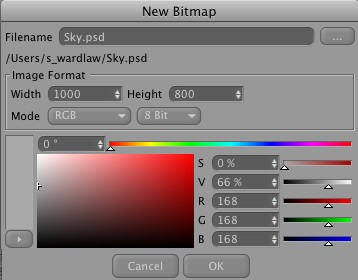 New Bitmap
Filename Sky.psd ...
/Users/s_wardlaw/Sky.psd
Image Format
Width 1000 Height 800
Mode RGB 8 Bit
0 °
S 0 %
V 66 %
R 168
G 168
B 168
Cancel OK